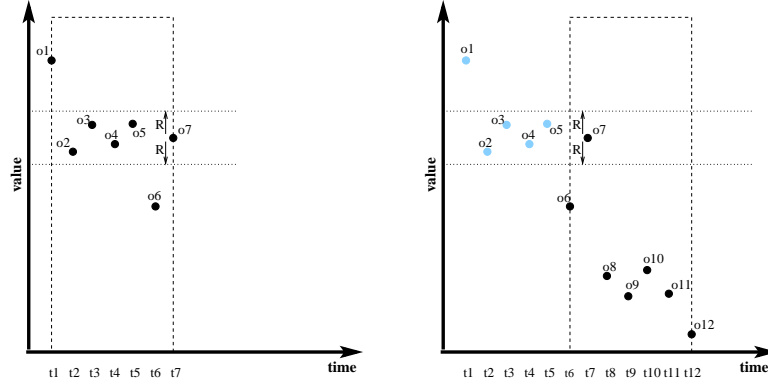 o1
o3
o5
o4
o2
R
R
o7
o6
value
time
t1 t2 t3 t4 t5 t6 t7
o1
o3
o5
o4
o2
R
R
o7
o6
o8
o9
o10
o11
o12
value
time
t1 t2 t3 t4 t5 t6 t7 t8 t9 t10 t11 t12